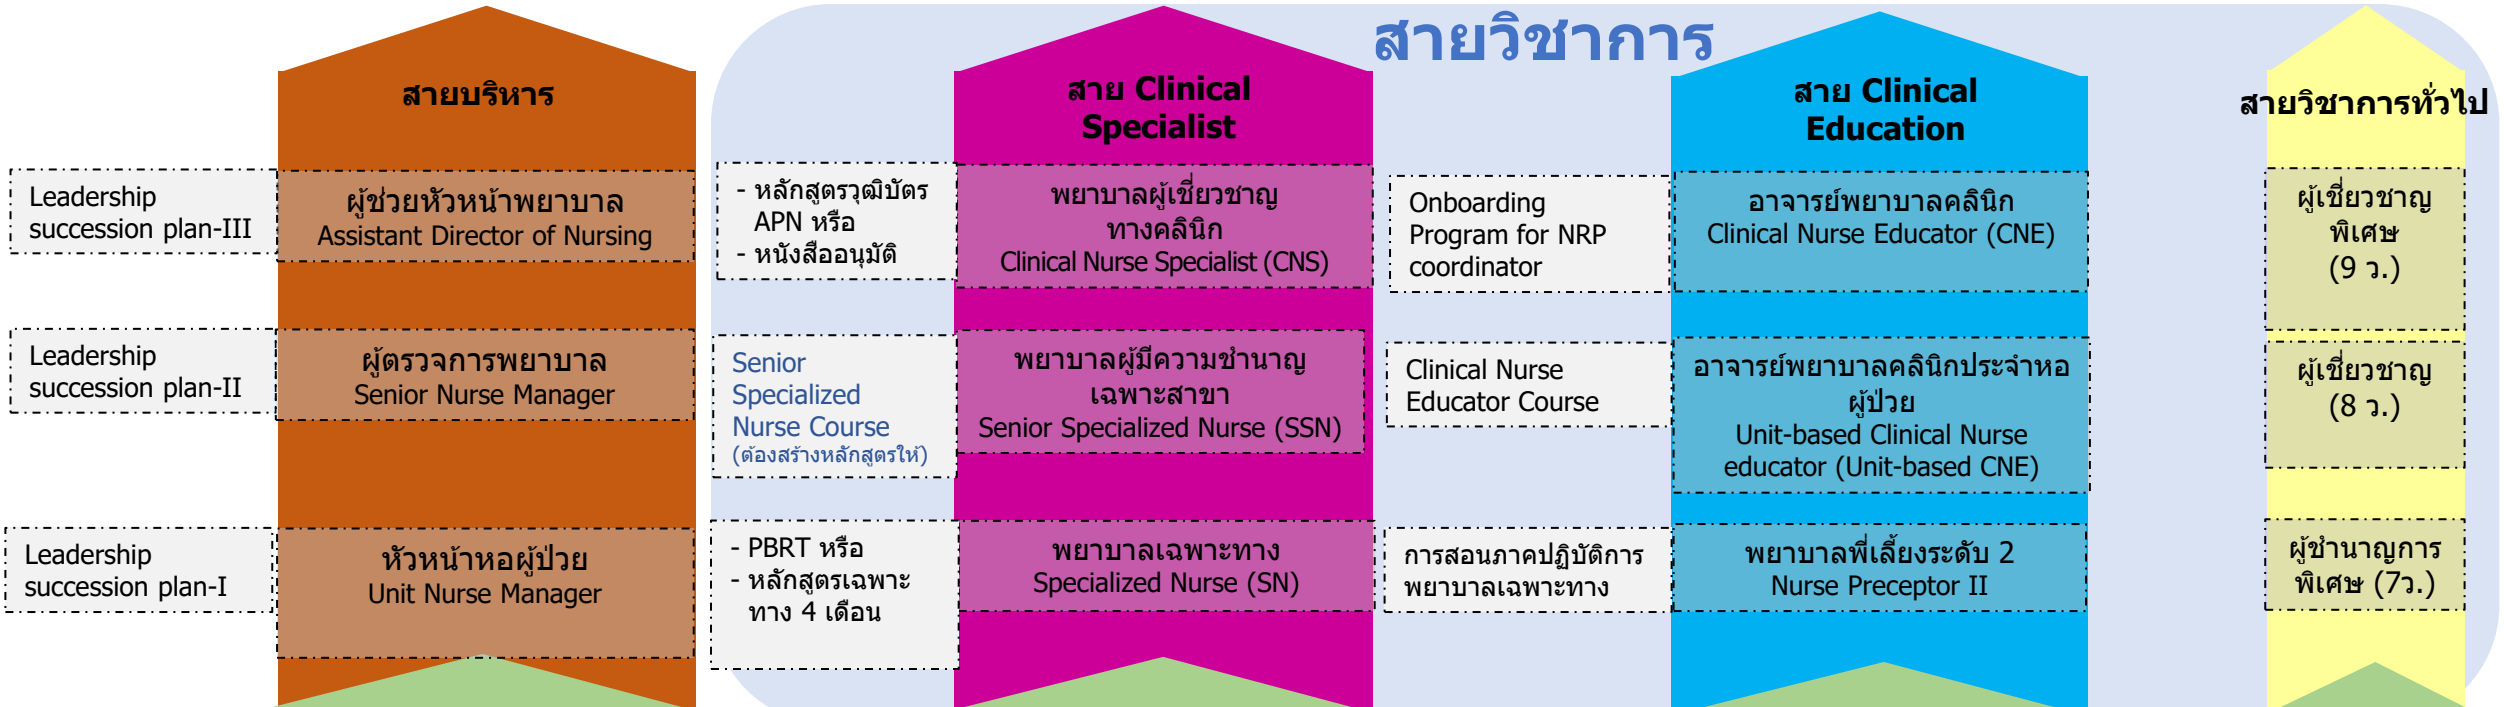 สายวิชาการ
สายบริหาร
สาย Clinical
Specialist
สาย Clinical
Education
สายวิชาการทั่วไป
Leadership
succession plan-III
ผู้ช่วยหัวหน้าพยาบาล
Assistant Director of Nursing
- หลักสูตรวุฒิบัตร
APN หรือ
- หนังสืออนุมัติ
พยาบาลผู้เชี่ยวชาญ
ทางคลินิก
Clinical Nurse Specialist (CNS)
Onboarding
Program for NRP
coordinator
อาจารย์พยาบาลคลินิก
Clinical Nurse Educator (CNE)
ผู้เชี่ยวชาญ
พิเศษ
(9 ว.)
Leadership
succession plan-II
ผู้ตรวจการพยาบาล
Senior Nurse Manager
Senior
Specialized
Nurse Course
(ต้องสร้างหลักสูตรให้)
พยาบาลผู้มีความชำนาญ
เฉพาะสาขา
Senior Specialized Nurse (SSN)
Clinical Nurse
Educator Course
อาจารย์พยาบาลคลินิกประจำหอ
ผู้ป่วย
Unit-based Clinical Nurse
educator (Unit-based CNE)
ผู้เชี่ยวชาญ
(8 ว.)
Leadership
succession plan-I
หัวหน้าหอผู้ป่วย
Unit Nurse Manager
- PBRT หรือ
- หลักสูตรเฉพาะ
ทาง 4 เดือน
พยาบาลเฉพาะทาง
Specialized Nurse (SN)
การสอนภาคปฏิบัติการ
พยาบาลเฉพาะทาง
พยาบาลพี่เลี้ยงระดับ 2
Nurse Preceptor II
ผู้ชำนาญการ
พิเศษ (7ว.)